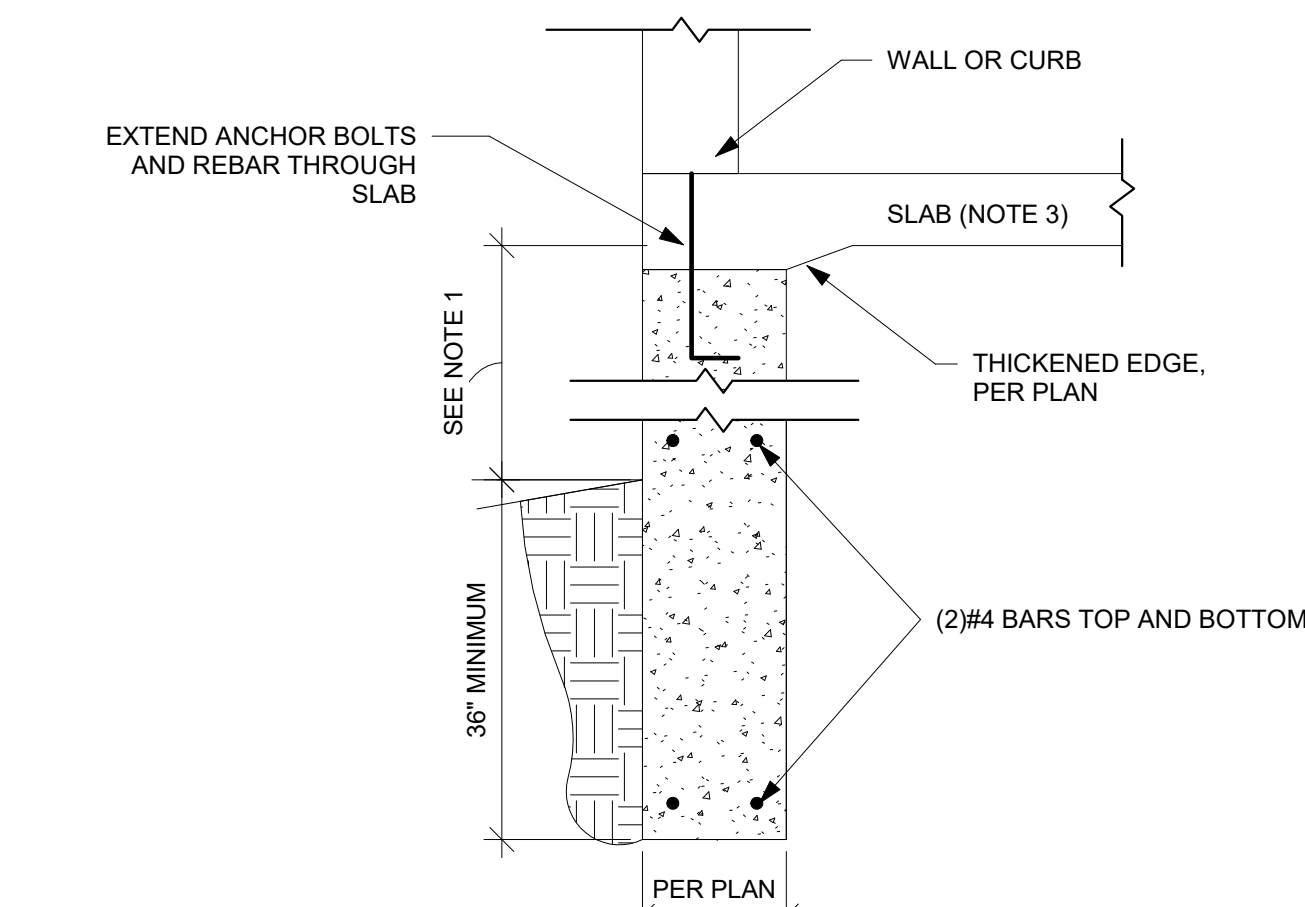 WALL OR CURB
EXTEND ANCHOR BOLTS
AND REBAR THROUGH
SLAB
SLAB (NOTE 3)
SEE NOTE 1
THICKENED EDGE,
PER PLAN
36" MINIMUM
(2)#4 BARS TOP AND BOTTOM
PER PLAN